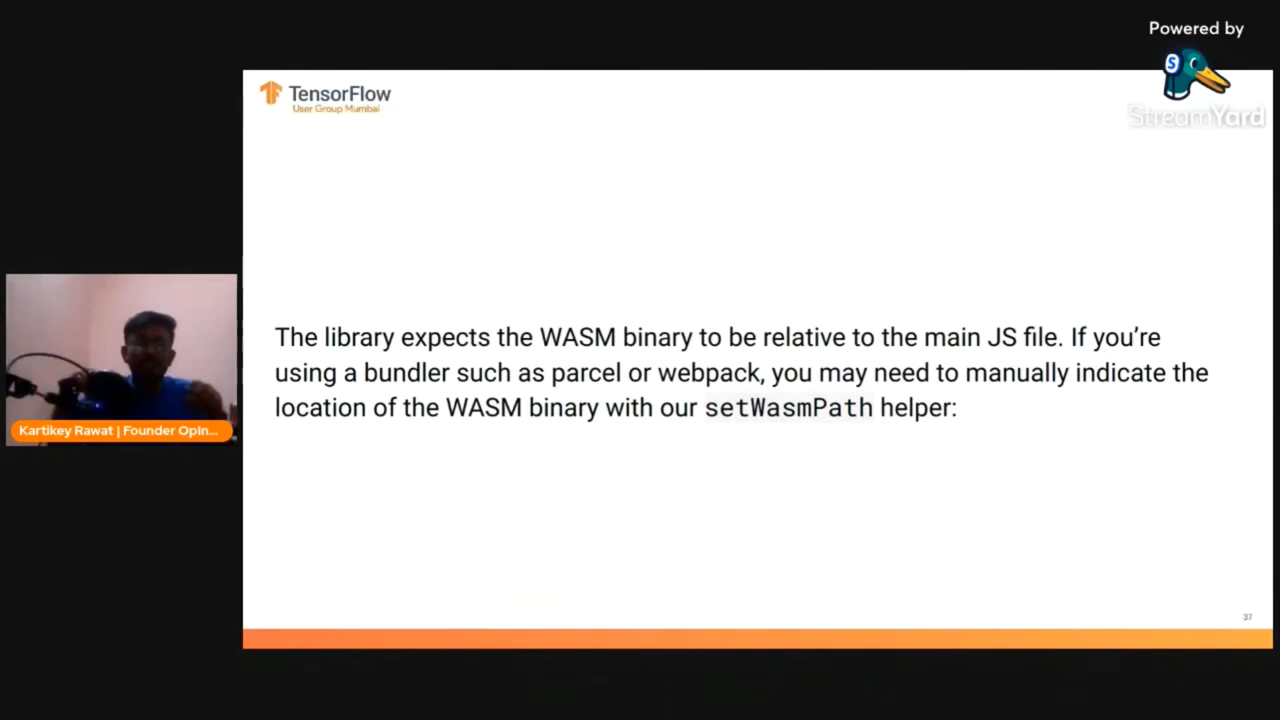 Powered by
S
StreamYard
TensorFlow
User Group Mumbai
The library expects the WASM binary to be relative to the main JS file. If you’re
using a bundler such as parcel or webpack, you may need to manually indicate the
location of the WASM binary with our setWasmPath helper:
Kartikey Rawat | Founder Opin...
37